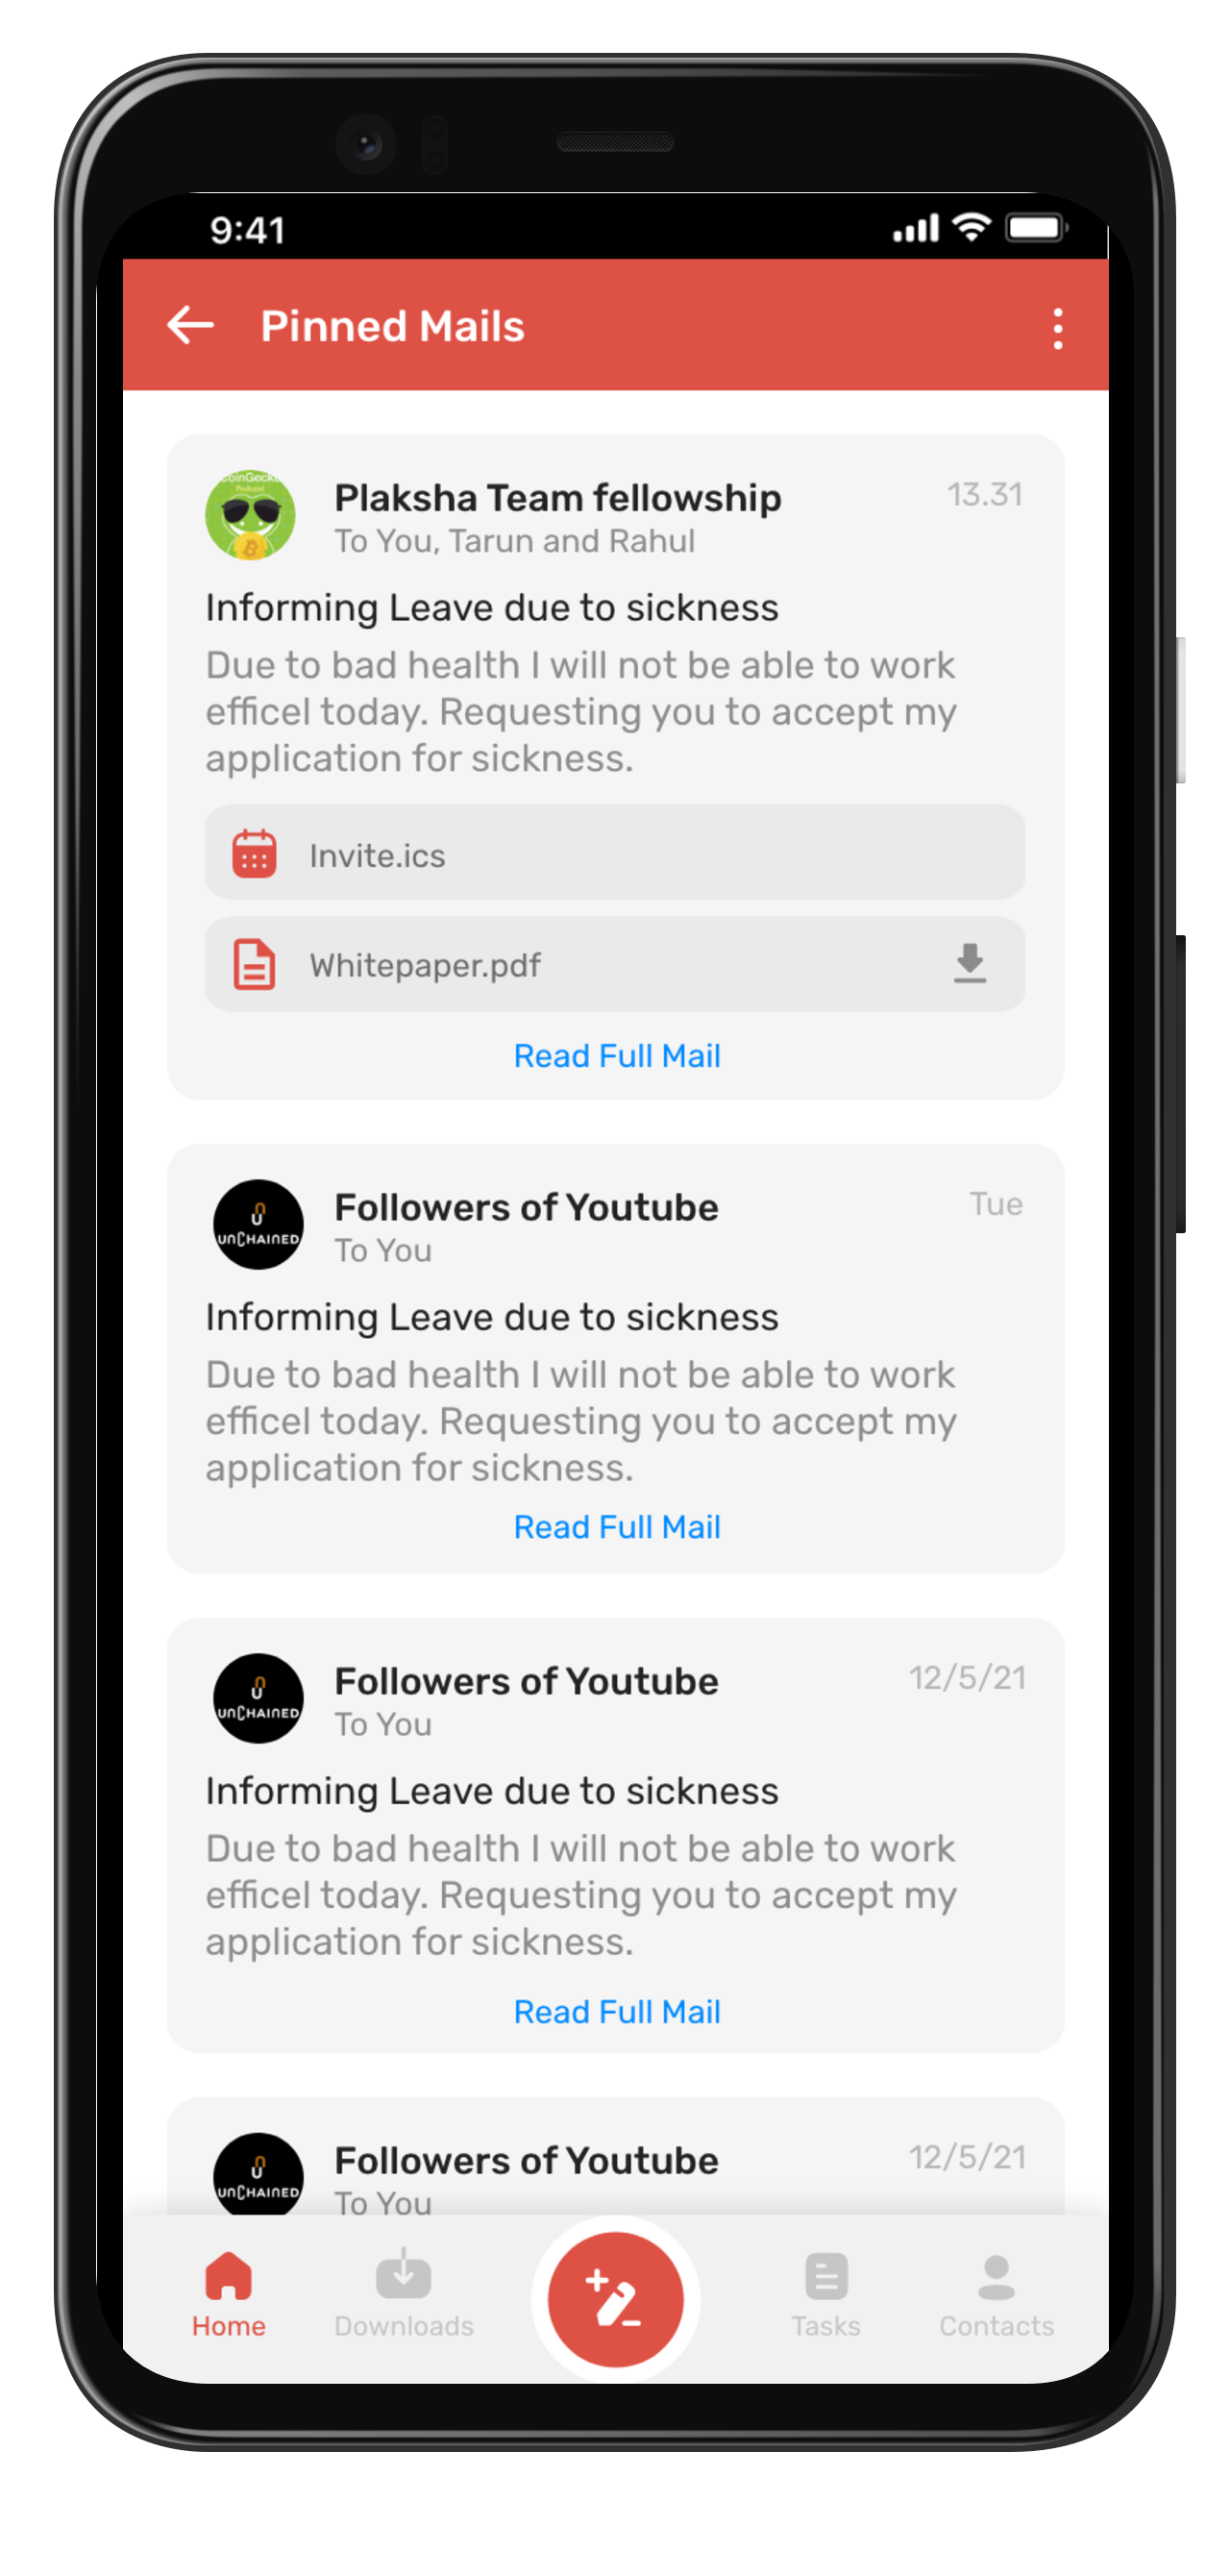 9:41
Pinned Mails
CoinGecko
Podcast
Plaksha Team fellowship
13.31
To You, Tarun and Rahul
Informing Leave due to sickness
Due to bad health I will not be able to work
efficel today. Requesting you to accept my
application for sickness.
Invite.ics
Whitepaper.pdf
Read Full Mail
UNCHAINED
Followers of Youtube
Tue
To You
Informing Leave due to sickness
Due to bad health I will not be able to work
efficel today. Requesting you to accept my
application for sickness.
Read Full Mail
UNCHAINED
Followers of Youtube
12/5/21
To You
Informing Leave due to sickness
Due to bad health I will not be able to work
efficel today. Requesting you to accept my
application for sickness.
Read Full Mail
UNCHAINED
Followers of Youtube
12/5/21
To You
Home
Downloads
Tasks
Contacts